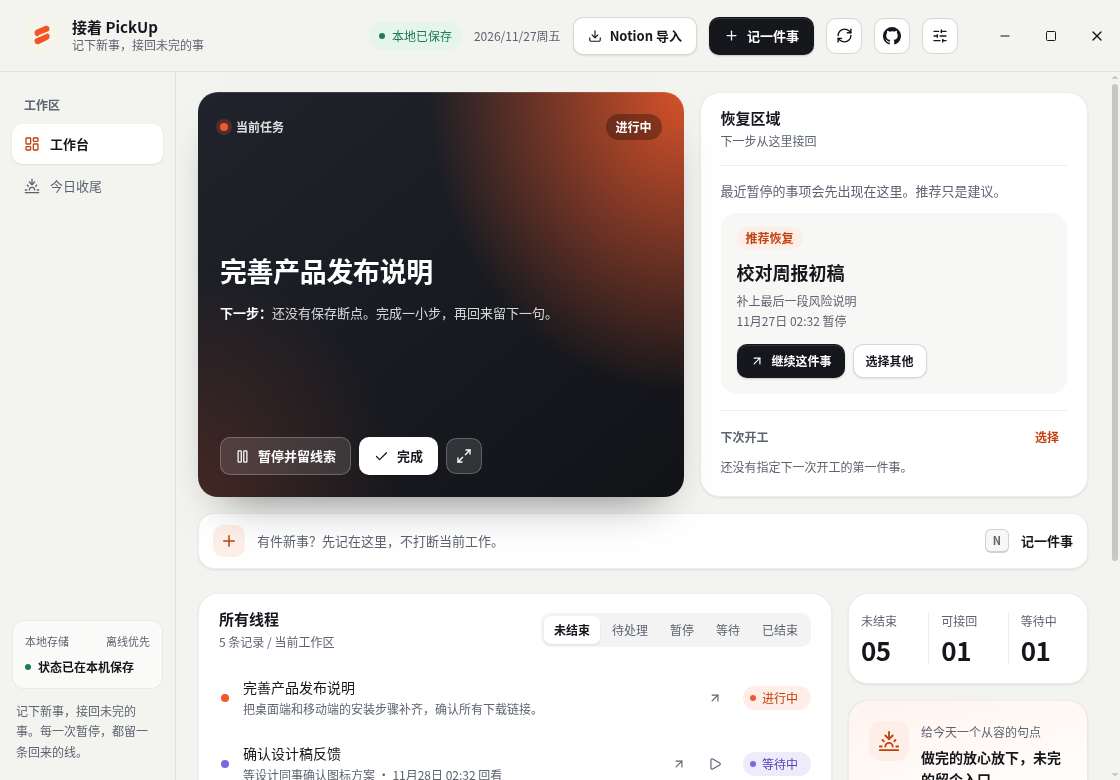 接着 PickUp
记下新事，接回未完的事
本地已保存
2026/11/27周五
Notion 导入
记一件事
工作区
工作台
今日收尾
当前任务
进行中
完善产品发布说明
下一步：还没有保存断点。完成一小步，再回来留下一句。
暂停并留线索
完成
恢复区域
下一步从这里接回
最近暂停的事项会先出现在这里。推荐只是建议。
推荐恢复
校对周报初稿
补上最后一段风险说明
11月27日 02:32 暂停
继续这件事
选择其他
下次开工
选择
还没有指定下一次开工的第一件事。
有件新事？先记在这里，不打断当前工作。
N
记一件事
所有线程
5 条记录 / 当前工作区
未结束
待处理
暂停
等待
已结束
完善产品发布说明
把桌面端和移动端的安装步骤补齐，确认所有下载链接。
进行中
确认设计稿反馈
等设计同事确认图标方案 · 11月28日 02:32 回看
等待中
未结束
05
可接回
01
等待中
01
给今天一个从容的句点
做完的放心放下，未完
的留个入口
本地存储
离线优先
状态已在本机保存
记下新事，接回未完的
事。每一次暂停，都留一
条回来的线。